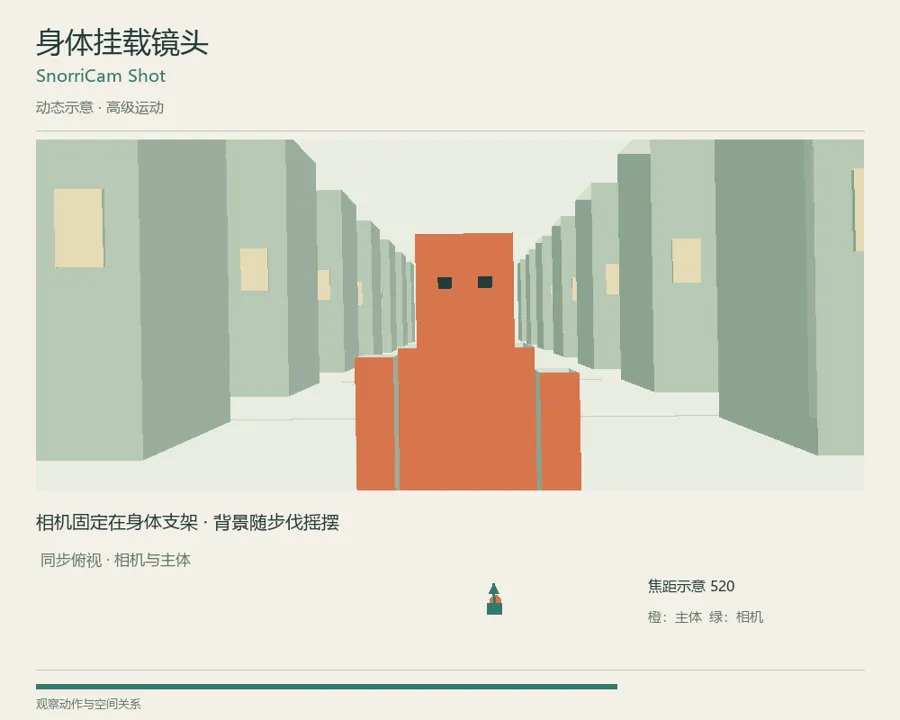 身体挂载镜头
SnorriCam Shot
动态示意 · 高级运动
相机固定在身体支架 · 背景随步伐摇摆
同步俯视 · 相机与主体
焦距示意 520
橙：主体 绿：相机
观察动作与空间关系